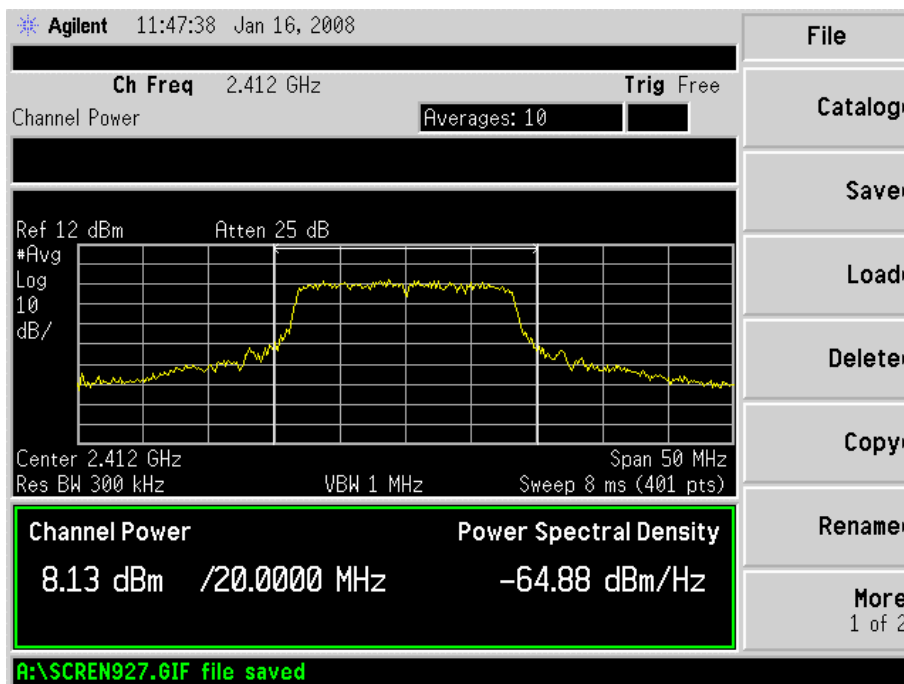 Agilent 11:47:38 Jan 16, 2008
File
Ch Freq 2.412 GHz Trig Free
Channel Power Averages: 10
Catalog
Save
Ref 12 dBm Atten 25 dB
#Avg
Log
10
dB/
Load
Delete
Copy
Center 2.412 GHz Span 50 MHz
Res BW 300 kHz VBW 1 MHz Sweep 8 ms (401 pts)
Channel Power Power Spectral Density
8.13 dBm /20.0000 MHz -64.88 dBm/Hz
Rename
More
1 of 2
A:\SCREN927.GIF file saved